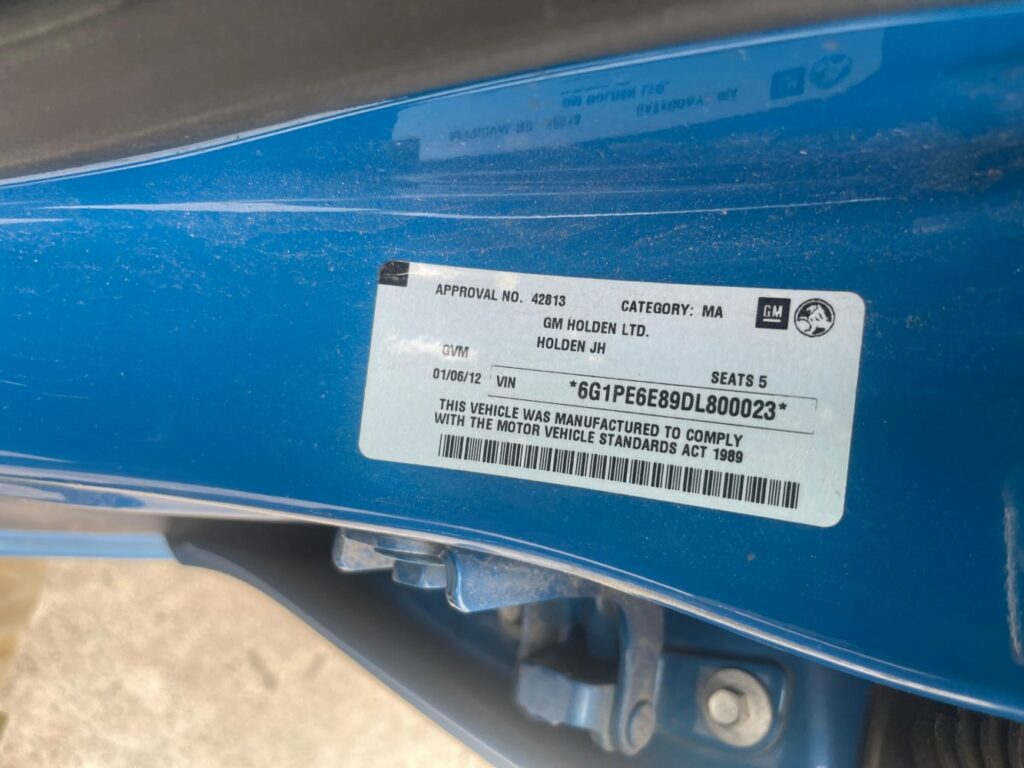 APPROVAL NO. 42813 CATEGORY: MA GM
GM HOLDEN LTD.
HOLDEN JH
GVM SEATS 5
01/06/12 VIN *6G1PE6E89DL800023*
THIS VEHICLE WAS MANUFACTURED TO COMPLY
WITH THE MOTOR VEHICLE STANDARDS ACT 1989